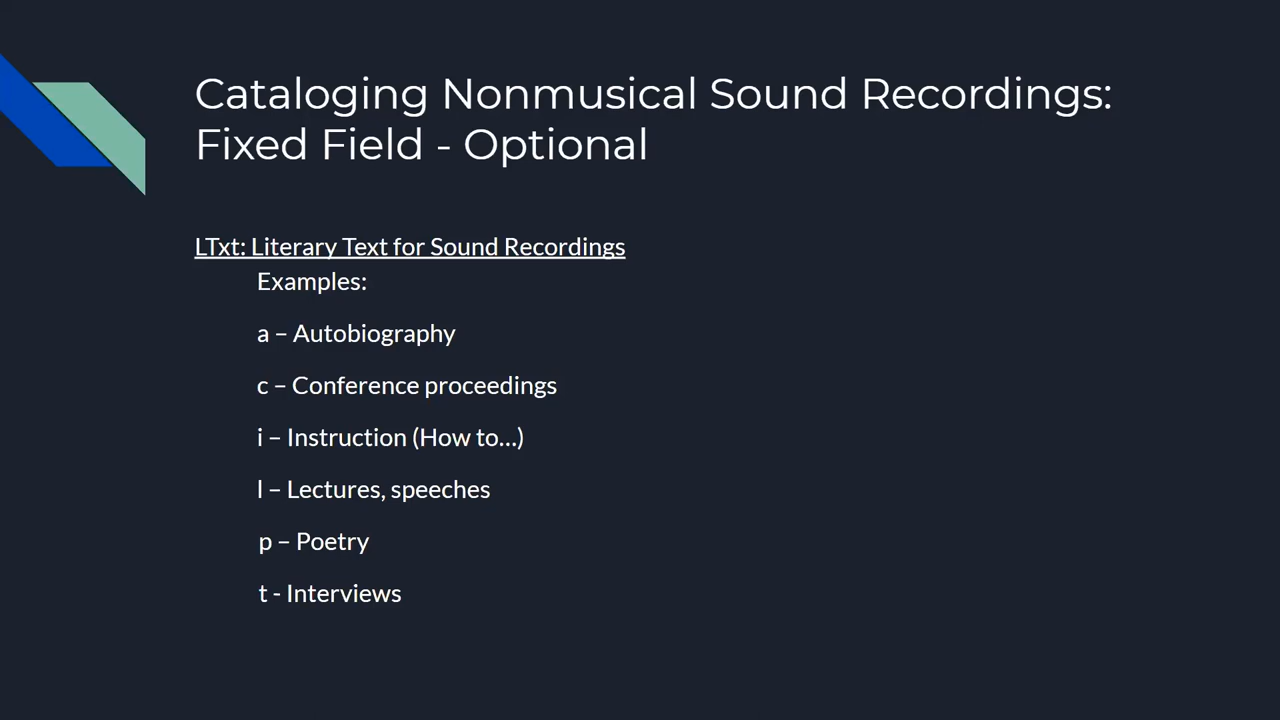 Cataloging Nonmusical Sound Recordings:
Fixed Field - Optional
LTxt: Literary Text for Sound Recordings
Examples:
a – Autobiography
c – Conference proceedings
i – Instruction (How to…)
l – Lectures, speeches
p – Poetry
t - Interviews